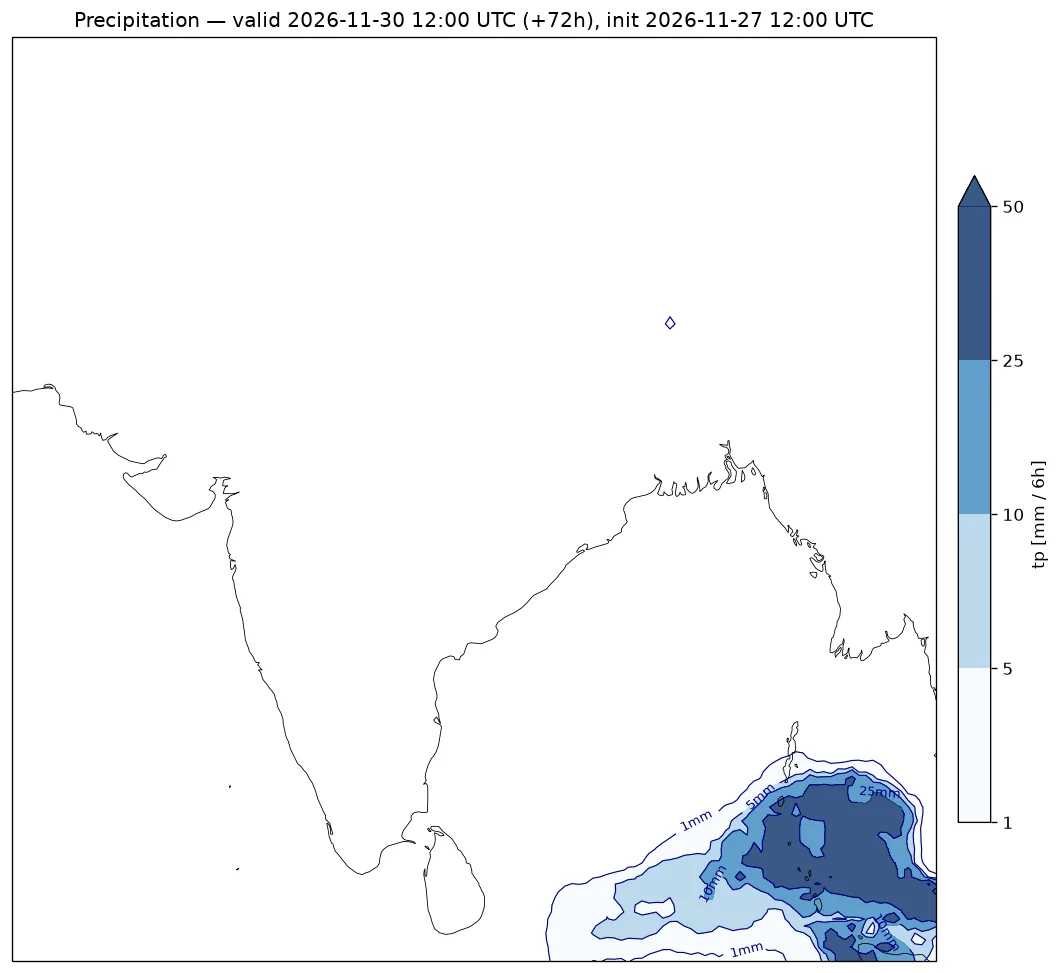 Precipitation — valid 2026-11-30 12:00 UTC (+72h), init 2026-11-27 12:00 UTC
50
25
10
5
1
tp [mm / 6h]
25mm
5mm
1mm
10mm
1mm